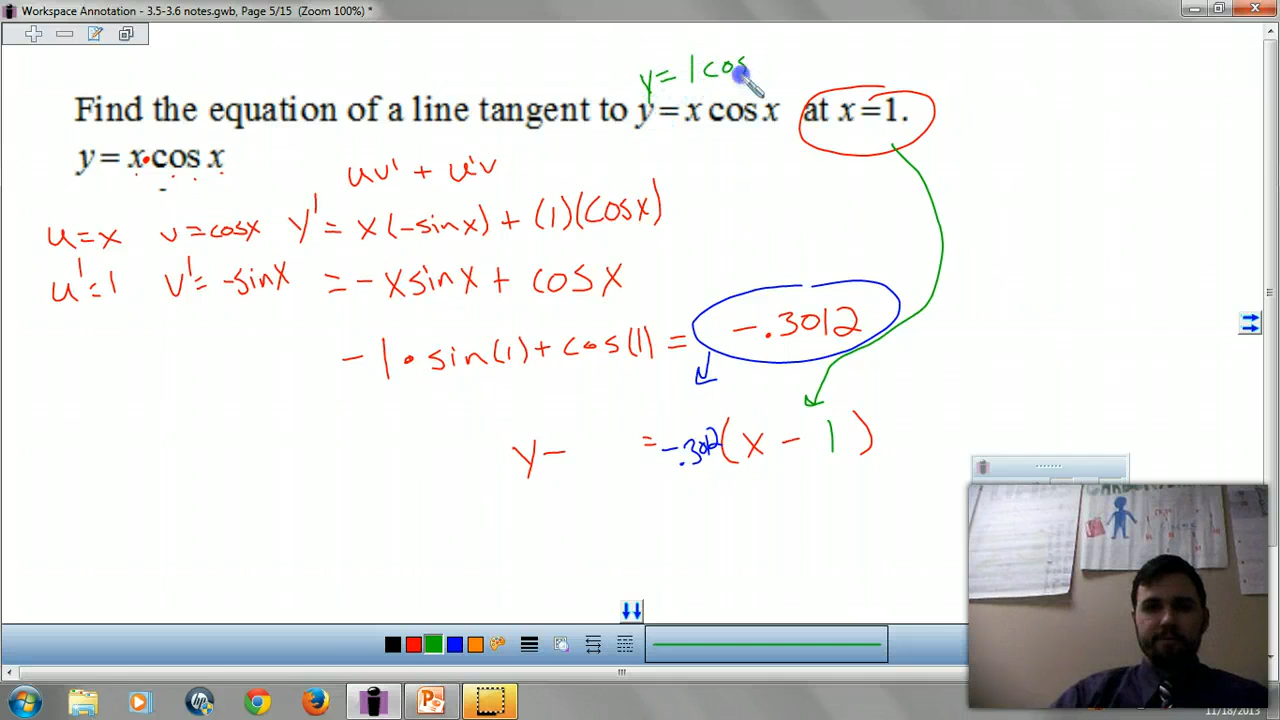 Workspace Annotation - 3.5-3.6 notes.gwb, Page 5/15 (Zoom 100%) *
y = 1 cos
Find the equation of a line tangent to y = x cos x at x = 1.
y = x·cos x
uv' + u'v
u = x v = cosx y' = x(-sinx) + (1)(cosx)
u' = 1 v' = -sinx = -xsinx + cosx
-1·sin(1) + cos(1) = -.3012
y - = -.3012(x - 1)
11/18/2013